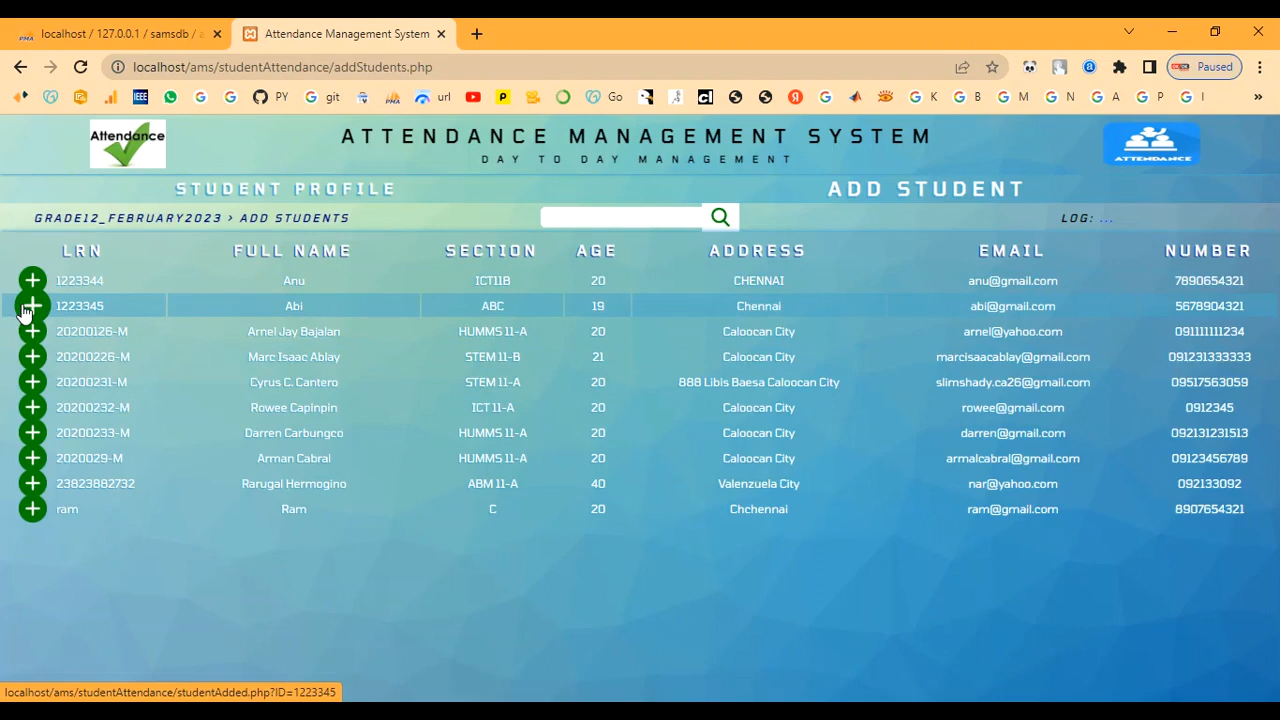 localhost / 127.0.0.1 / samsdb /
Attendance Management System
localhost/ams/studentAttendance/addStudents.php
Paused
IEEE
PY
git
PMA
url
Go
K
B
M
N
A
P
I
»
Attendance
ATTENDANCE MANAGEMENT SYSTEM
DAY TO DAY MANAGEMENT
ATTENDANCE
STUDENT PROFILE
ADD STUDENT
GRADE12_FEBRUARY2023 > ADD STUDENTS
LOG: ...
LRN FULL NAME SECTION AGE ADDRESS EMAIL NUMBER
1223344 Anu ICT11B 20 CHENNAI anu@gmail.com 7890654321
1223345 Abi ABC 19 Chennai abi@gmail.com 5678904321
20200126-M Arnel Jay Bajalan HUMMS 11-A 20 Caloocan City arnel@yahoo.com 091111111234
20200226-M Marc Isaac Ablay STEM 11-B 21 Caloocan City marcisaacablay@gmail.com 091231333333
20200231-M Cyrus C. Cantero STEM 11-A 20 888 Libis Baesa Caloocan City slimshady.ca26@gmail.com 09517563059
20200232-M Rowee Capinpin ICT 11-A 20 Caloocan City rowee@gmail.com 0912345
20200233-M Darren Carbungco HUMMS 11-A 20 Caloocan City darren@gmail.com 092131231513
2020029-M Arman Cabral HUMMS 11-A 20 Caloocan City armalcabral@gmail.com 09123456789
23823882732 Rarugal Hermogino ABM 11-A 40 Valenzuela City nar@yahoo.com 092133092
ram Ram C 20 Chchennai ram@gmail.com 8907654321
localhost/ams/studentAttendance/studentAdded.php?ID=1223345